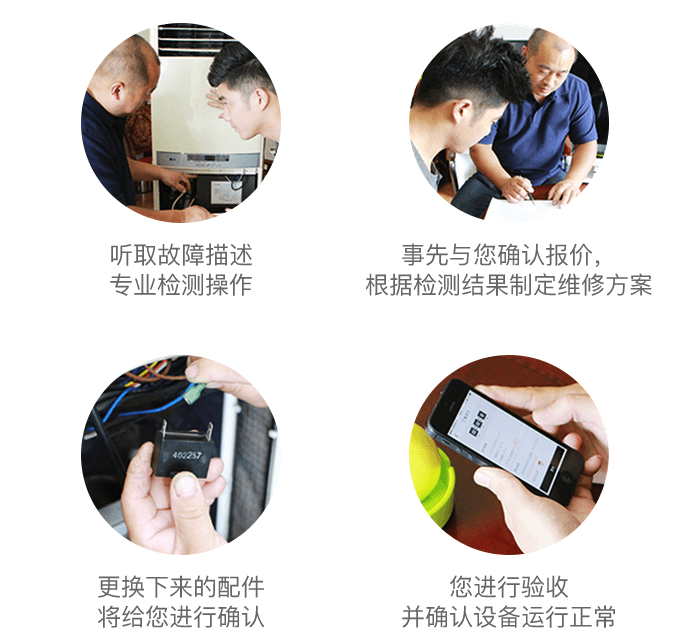 听取故障描述
专业检测操作
事先与您确认报价,
根据检测结果制定维修方案
402257
更换下来的配件
将给您进行确认
您进行验收
并确认设备运行正常